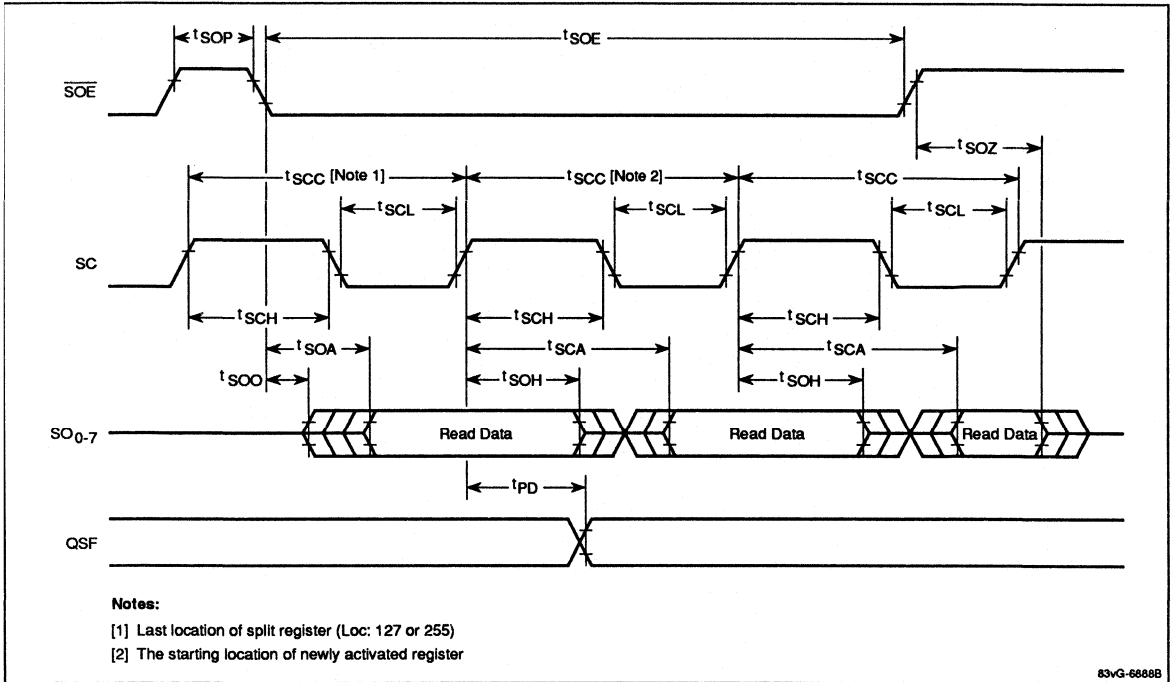 tSOP
tSOE
SOE
tSOZ
tSCC [Note 1]
tSCC [Note 2]
tSCC
tSCL
tSCL
tSCL
SC
tSCH
tSCH
tSCH
tSOA
tSCA
tSCA
tSOO
tSOH
tSOH
SO0-7
Read Data
Read Data
Read Data
tPD
QSF
Notes:
[1] Last location of split register (Loc: 127 or 255)
[2] The starting location of newly activated register
83vG-6888B